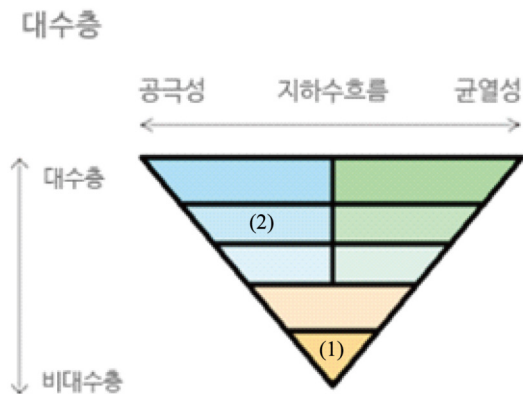 대수층
공극성 지하수흐름 균열성
대수층
(2)
(1)
비대수층